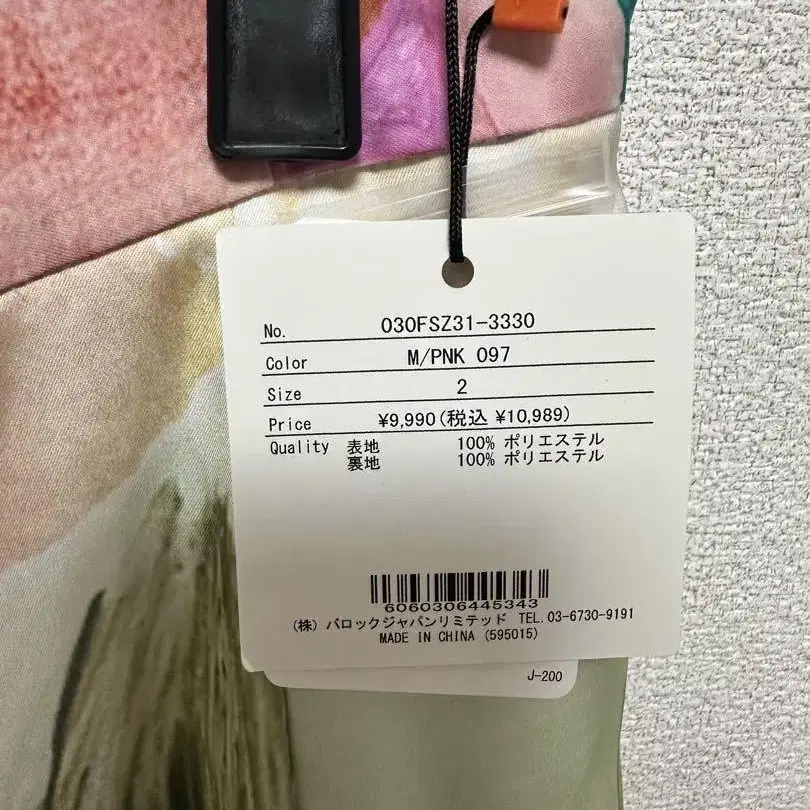 No. 030FSZ31-3330
Color M/PNK 097
Size 2
Price ¥9,990(税込 ¥10,989)
Quality 表地 100% ポリエステル
裏地 100% ポリエステル
6060306445343
(株) バロックジャパンリミテッド TEL.03-6730-9191
MADE IN CHINA (595015)
J-200